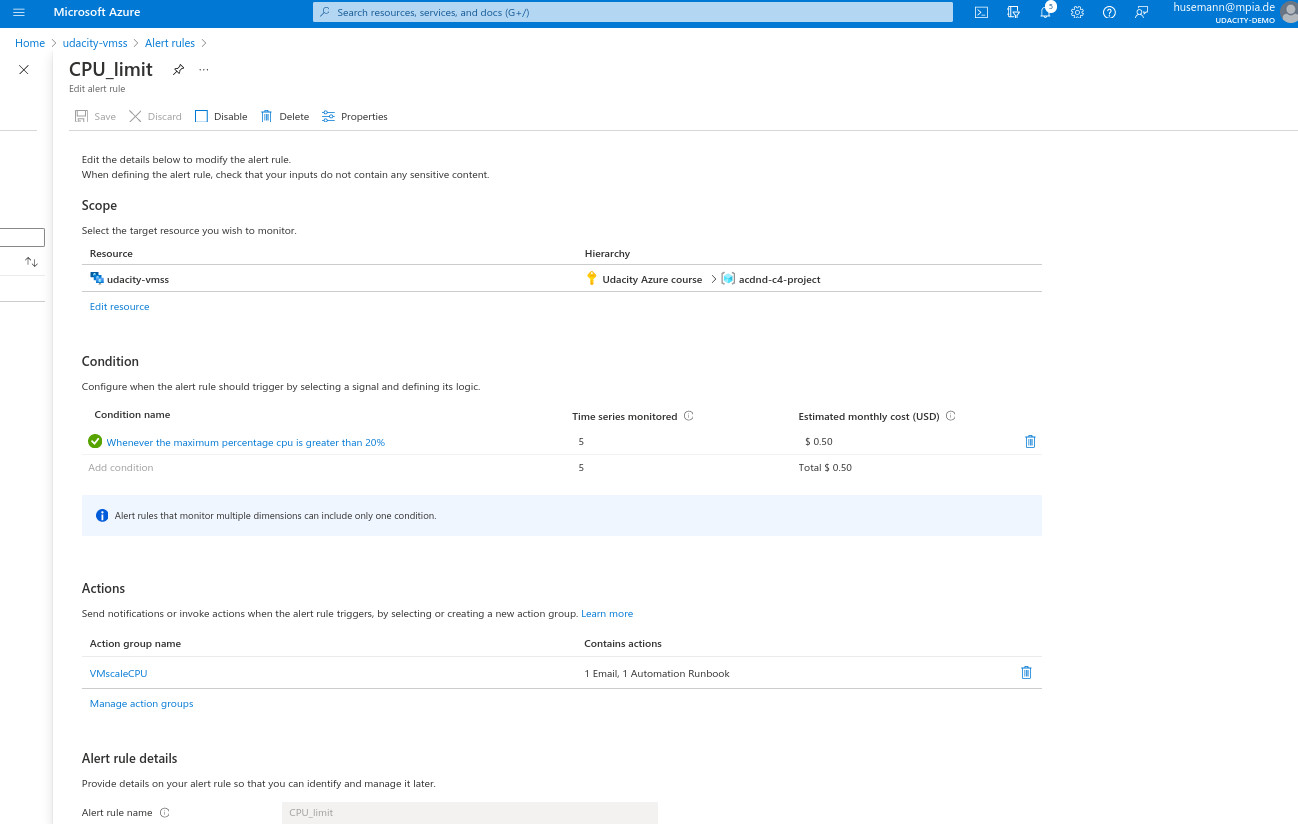 Microsoft Azure
Search resources, services, and docs (G+/)
5
husemann@mpia.de
UDACITY-DEMO
Home > udacity-vmss > Alert rules >
CPU_limit
...
Edit alert rule
Save Discard Disable Delete Properties
Edit the details below to modify the alert rule.
When defining the alert rule, check that your inputs do not contain any sensitive content.
Scope
Select the target resource you wish to monitor.
Resource Hierarchy
udacity-vmss Udacity Azure course > acdnd-c4-project
Edit resource
Condition
Configure when the alert rule should trigger by selecting a signal and defining its logic.
Condition name Time series monitored Estimated monthly cost (USD)
Whenever the maximum percentage cpu is greater than 20% 5 $ 0.50
Add condition 5 Total $ 0.50
Alert rules that monitor multiple dimensions can include only one condition.
Actions
Send notifications or invoke actions when the alert rule triggers, by selecting or creating a new action group. Learn more
Action group name Contains actions
VMscaleCPU 1 Email, 1 Automation Runbook
Manage action groups
Alert rule details
Provide details on your alert rule so that you can identify and manage it later.
Alert rule name CPU_limit